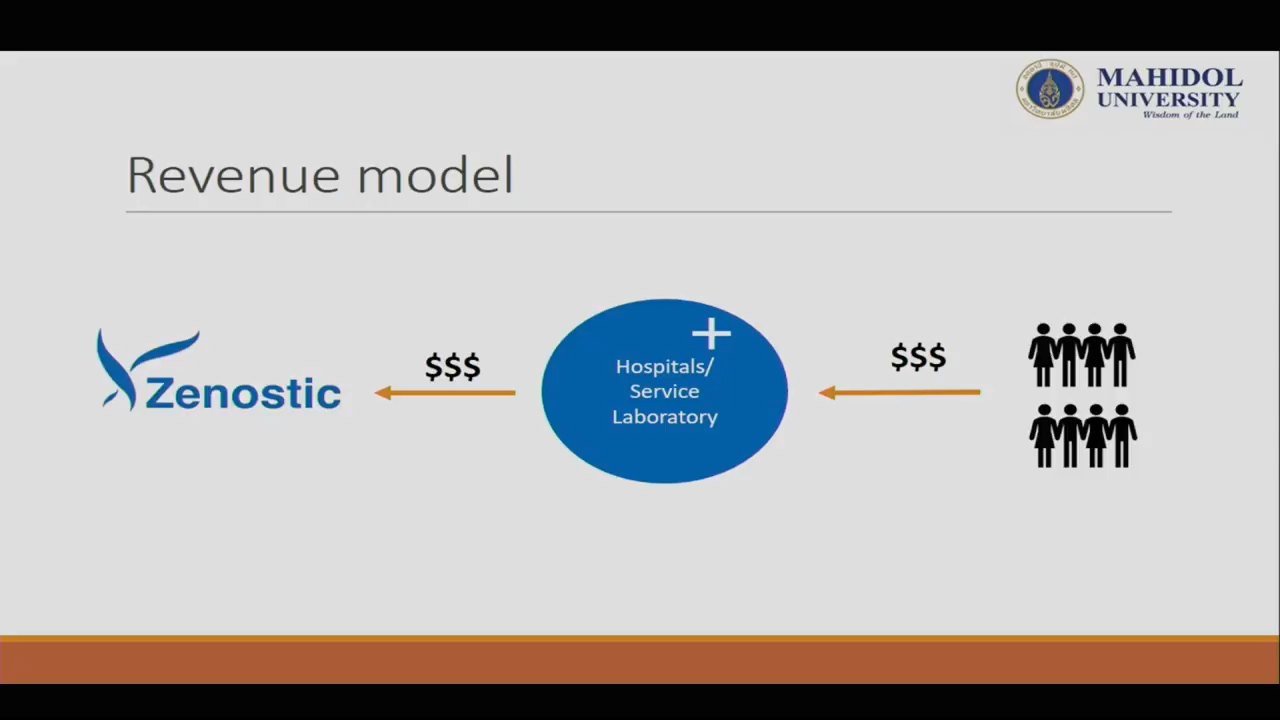 MAHIDOL
UNIVERSITY
Wisdom of the Land
Revenue model
Zenostic
$$$
Hospitals/
Service
Laboratory
$$$